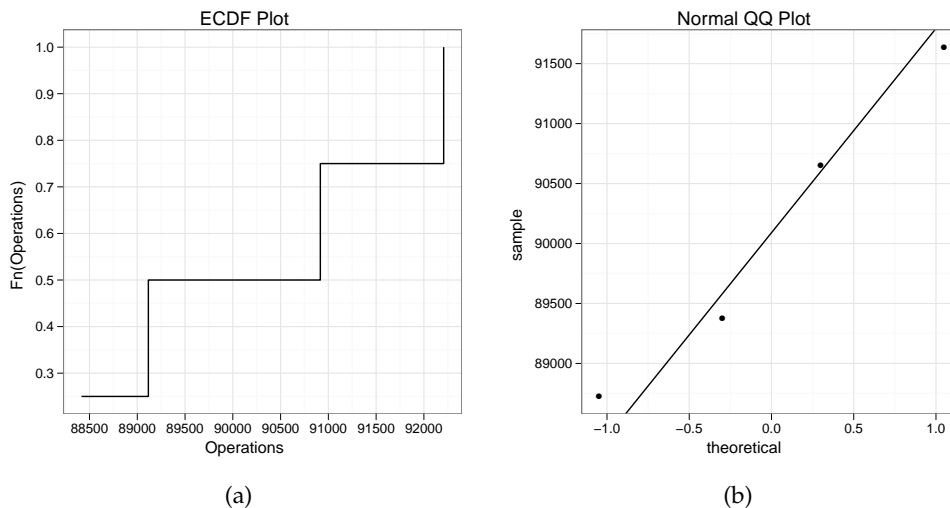 ECDF Plot
1.0
0.9
0.8
0.7
0.6
0.5
0.4
0.3
Fn(Operations)
88500 89000 89500 90000 90500 91000 91500 92000
Operations
(a)
Normal QQ Plot
91500
91000
90500
90000
89500
89000
sample
−1.0 −0.5 0.0 0.5 1.0
theoretical
(b)